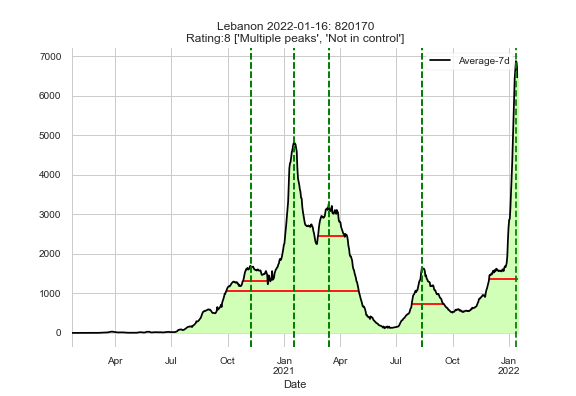 Lebanon 2022-01-16: 820170
Rating:8 ['Multiple peaks', 'Not in control']
Average-7d
7000
6000
5000
4000
3000
2000
1000
0
Apr Jul Oct Jan Apr Jul Oct Jan
2021 2022
Date